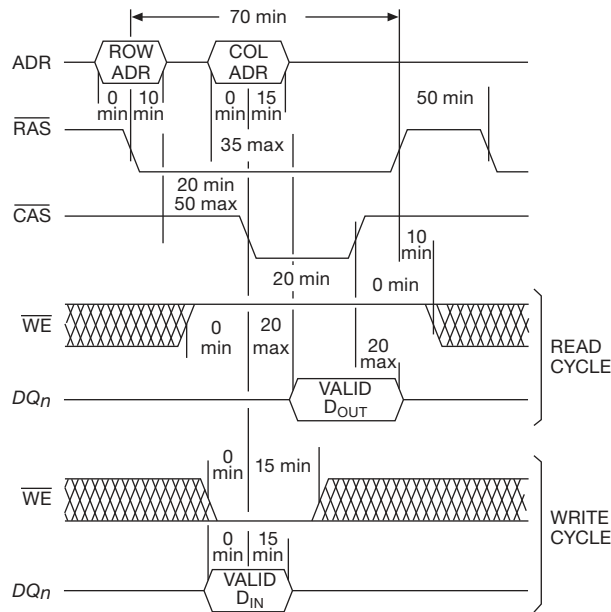 70 min
ADR
ROW
ADR
COL
ADR
0
min
10
min
0
min
15
min
50 min
RAS
35 max
20 min
50 max
CAS
10
min
20 min
0 min
WE
0
min
20
max
20
max
READ
CYCLE
DQn
VALID
DOUT
0
min
15 min
WE
WRITE
CYCLE
0
min
15
min
DQn
VALID
DIN